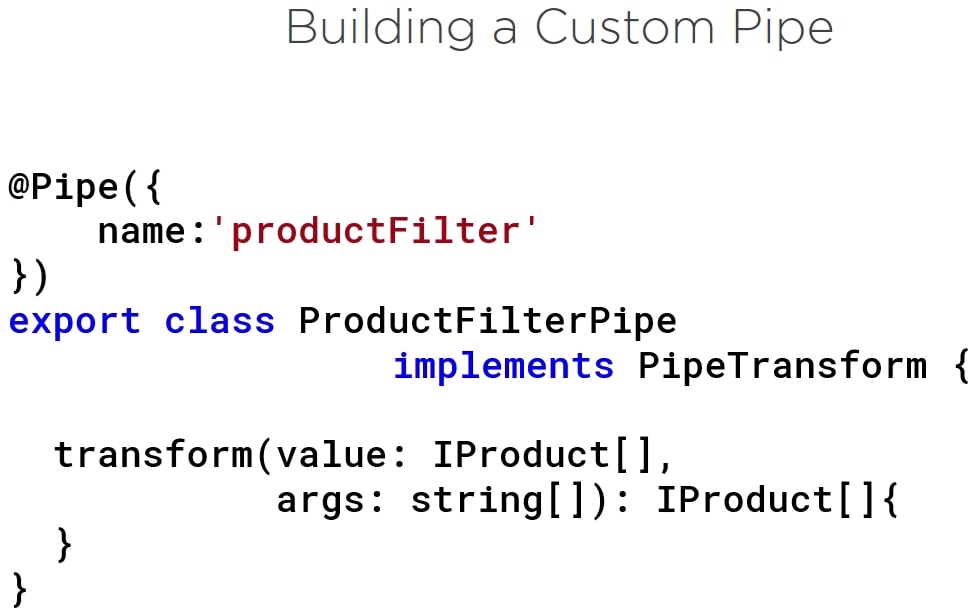 Building a Custom Pipe
@Pipe({
    name:'productFilter'
})
export class ProductFilterPipe
                 implements PipeTransform {
  transform(value: IProduct[],
            args: string[]): IProduct[]{
  }
}